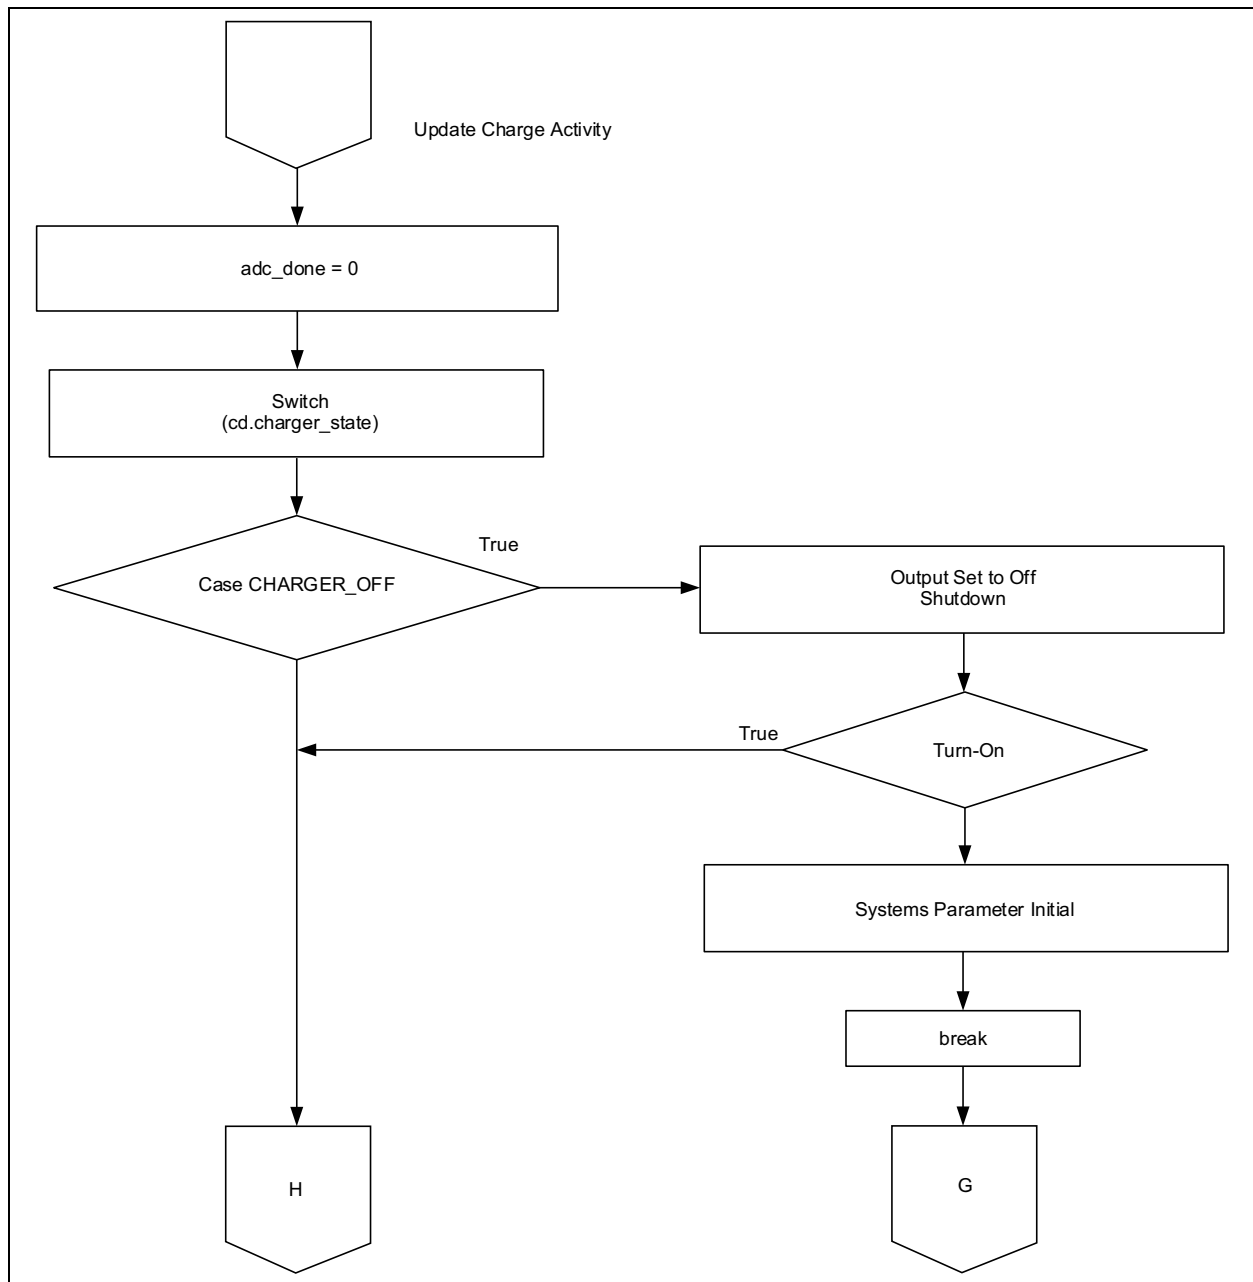 Update Charge Activity
adc_done = 0
Switch
(cd.charger_state)
True
Case CHARGER_OFF
Output Set to Off
Shutdown
True
Turn-On
Systems Parameter Initial
break
H
G